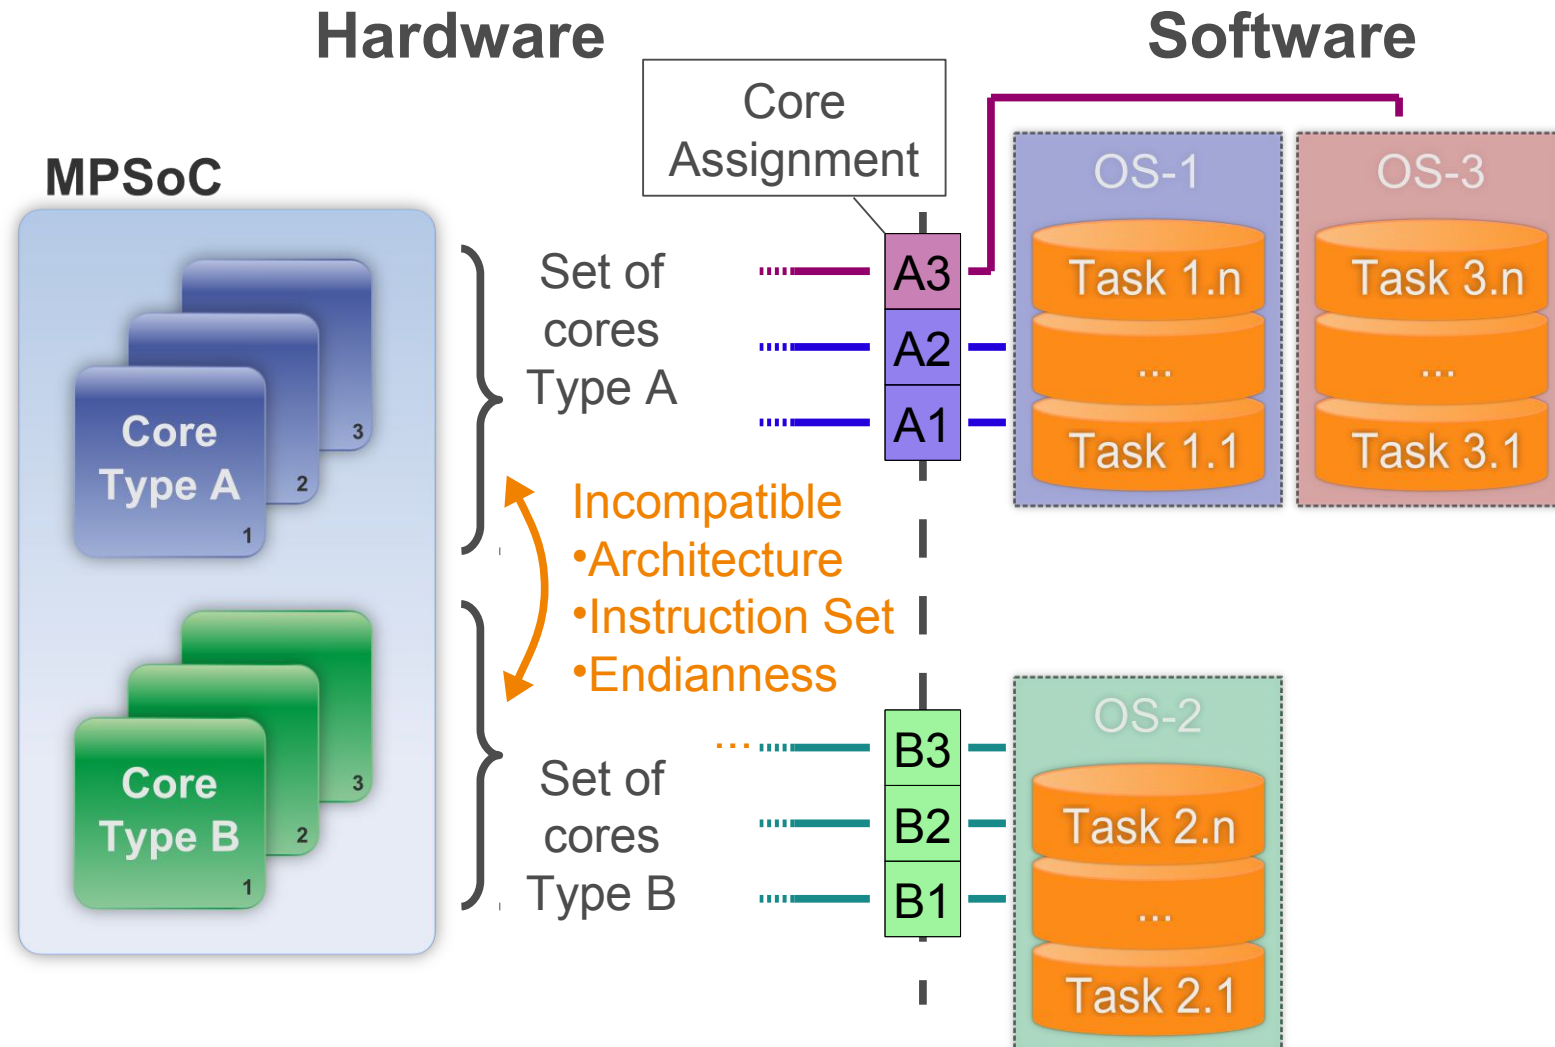 Hardware
Software
Core
Assignment
MPSoC
Core
Type A
1
2
3
Core
Type B
1
2
3
Set of
cores
Type A
Incompatible
•Architecture
•Instruction Set
•Endianness
Set of
cores
Type B
A3
A2
A1
B3
B2
B1
OS-1
Task 1.n
...
Task 1.1
OS-3
Task 3.n
...
Task 3.1
OS-2
Task 2.n
...
Task 2.1